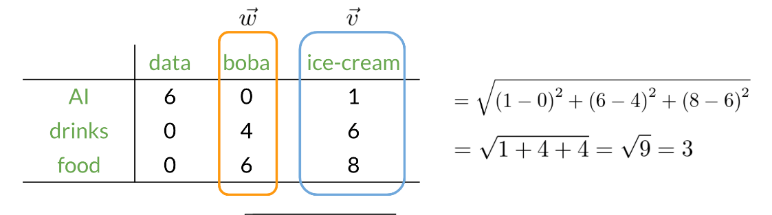 w⃗ v⃗
data boba ice-cream
AI 6 0 1
drinks 0 4 6
food 0 6 8
= √(1 − 0)² + (6 − 4)² + (8 − 6)²
= √1 + 4 + 4 = √9 = 3